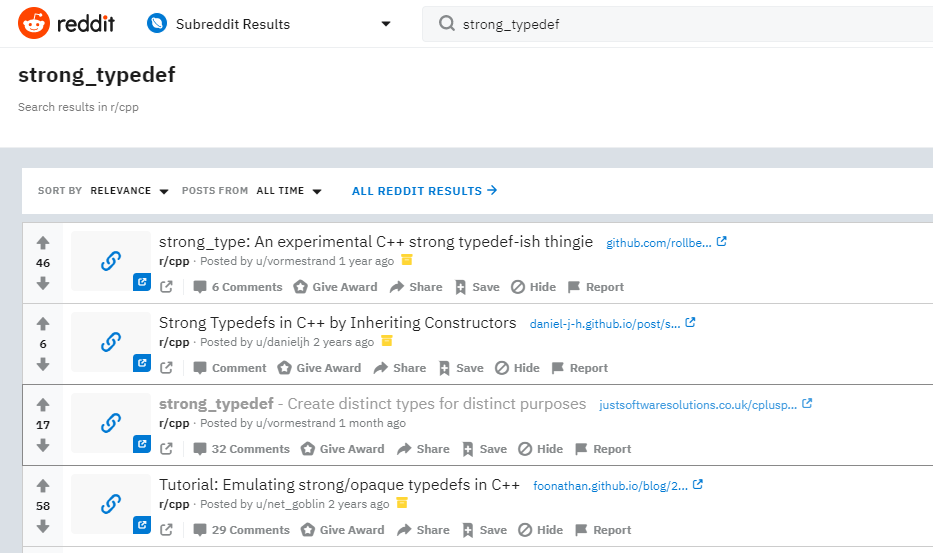 reddit Subreddit Results strong_typedef
strong_typedef
Search results in r/cpp
SORT BY RELEVANCE POSTS FROM ALL TIME ALL REDDIT RESULTS →
strong_type: An experimental C++ strong typedef-ish thingie github.com/rollbe...
46 r/cpp · Posted by u/vormestrand 1 year ago
6 Comments Give Award Share Save Hide Report
Strong Typedefs in C++ by Inheriting Constructors daniel-j-h.github.io/post/s...
6 r/cpp · Posted by u/danieljh 2 years ago
Comment Give Award Share Save Hide Report
strong_typedef - Create distinct types for distinct purposes justsoftwaresolutions.co.uk/cplusp...
17 r/cpp · Posted by u/vormestrand 1 month ago
32 Comments Give Award Share Save Hide Report
Tutorial: Emulating strong/opaque typedefs in C++ foonathan.github.io/blog/2...
58 r/cpp · Posted by u/net_goblin 2 years ago
29 Comments Give Award Share Save Hide Report